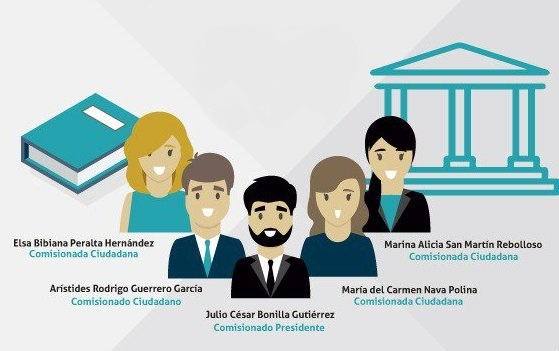 Elsa Bibiana Peralta Hernández
Comisionada Ciudadana
Marina Alicia San Martín Rebolloso
Comisionada Ciudadana
Arístides Rodrigo Guerrero García
Comisionado Ciudadano
María del Carmen Nava Polina
Comisionada Ciudadana
Julio César Bonilla Gutiérrez
Comisionado Presidente